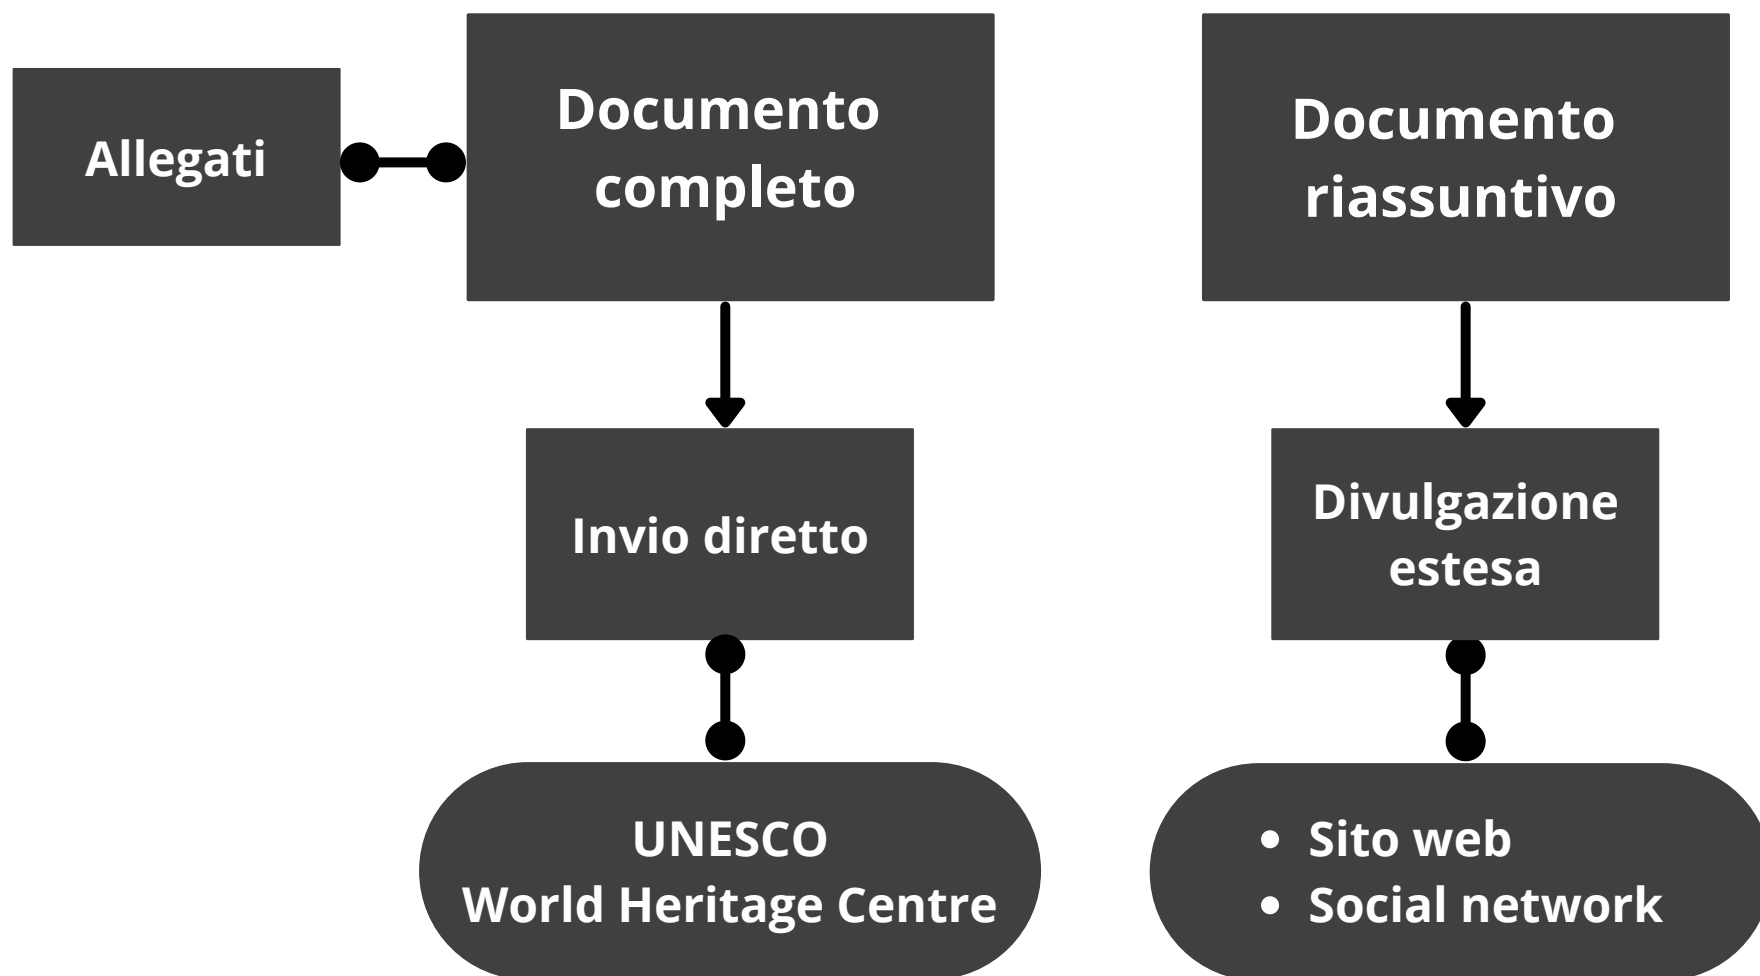 Allegati
Documento
completo
Documento
riassuntivo
Invio diretto
Divulgazione
estesa
UNESCO
World Heritage Centre
• Sito web
• Social network